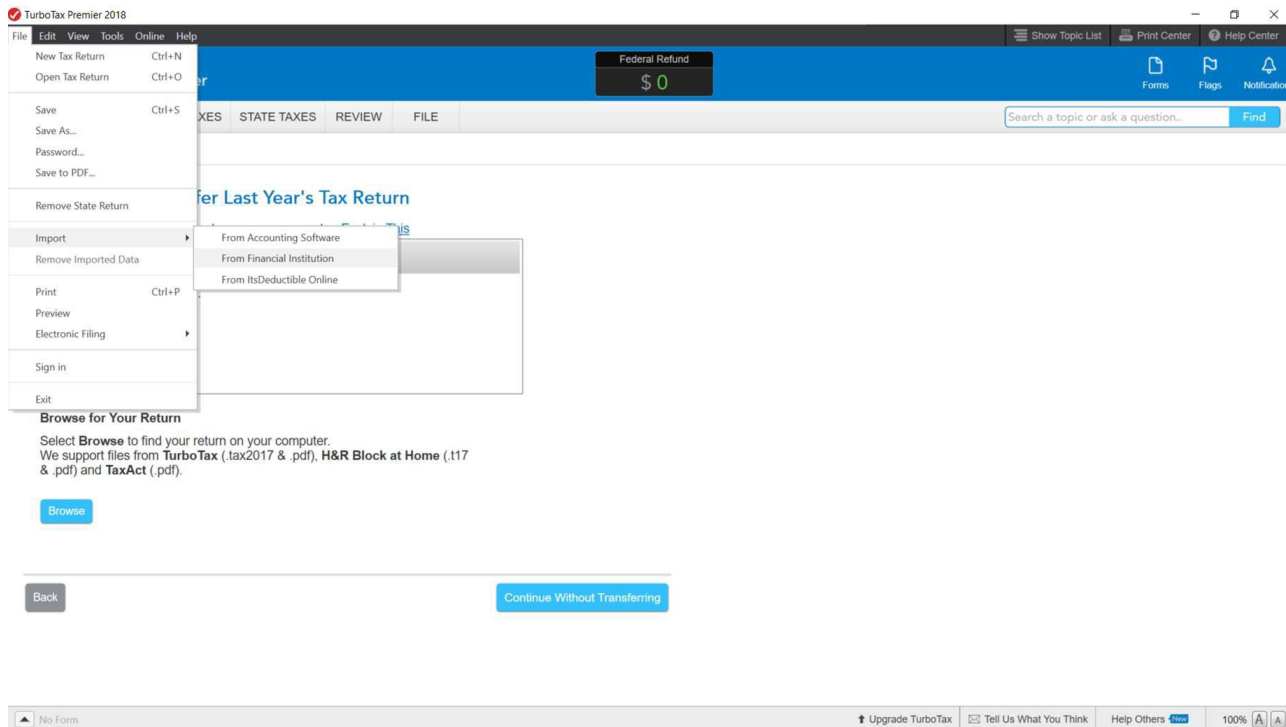 TurboTax Premier 2018
File Edit View Tools Online Help
Show Topic List Print Center Help Center
New Tax Return Ctrl+N
Open Tax Return Ctrl+O
Save Ctrl+S
Save As...
Password...
Save to PDF...
Remove State Return
Import
Remove Imported Data
Print Ctrl+P
Preview
Electronic Filing
Sign in
Exit
From Accounting Software
From Financial Institution
From ItsDeductible Online
er
Federal Refund
$ 0
Forms Flags Notification
XES STATE TAXES REVIEW FILE
Search a topic or ask a question..
Find
fer Last Year's Tax Return
This
Browse for Your Return
Select Browse to find your return on your computer.
We support files from TurboTax (.tax2017 & .pdf), H&R Block at Home (.t17
& .pdf) and TaxAct (.pdf).
Browse
Back
Continue Without Transferring
No Form
Upgrade TurboTax Tell Us What You Think Help Others New 100% A A